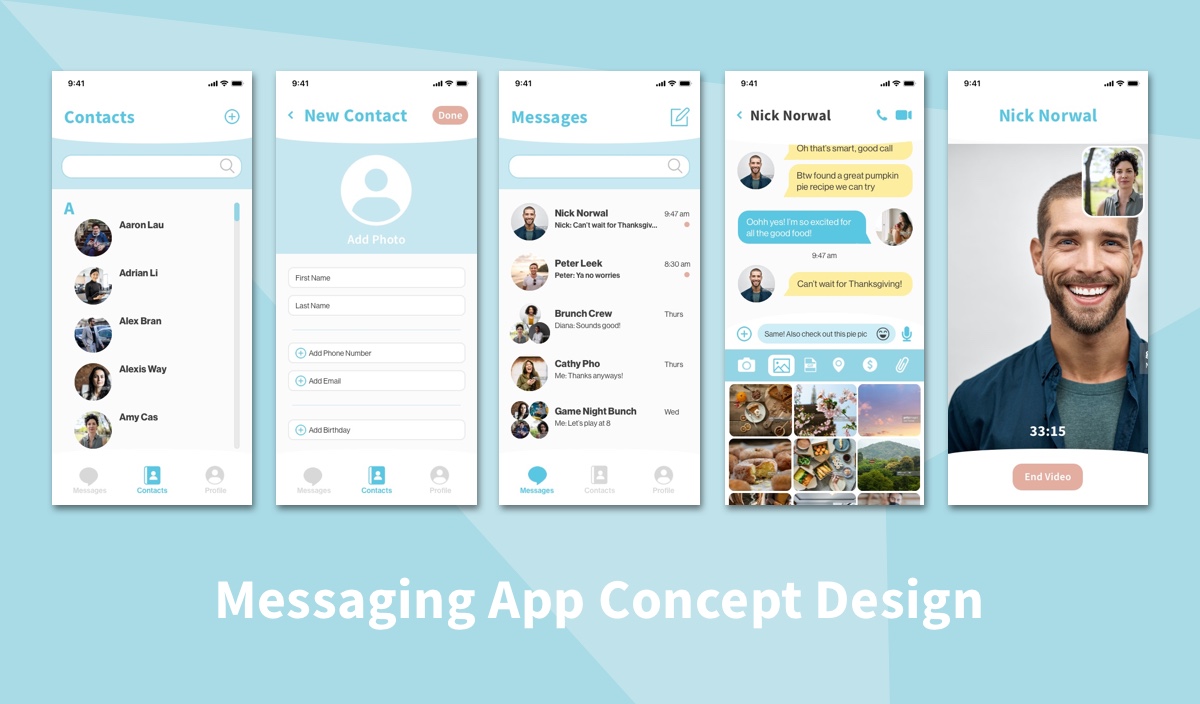 9:41
Contacts
A
Aaron Lau
Adrian Li
Alex Bran
Alexis Way
Amy Cas
Messages
Contacts
Profile
9:41
New Contact
Done
Add Photo
First Name
Last Name
Add Phone Number
Add Email
Add Birthday
Messages
Contacts
Profile
9:41
Messages
Nick Norwal
9:47 am
Nick: Can't wait for Thanksgiv...
Peter Leek
8:30 am
Peter: Ya no worries
Brunch Crew
Thurs
Diana: Sounds good!
Cathy Pho
Thurs
Me: Thanks anyways!
Game Night Bunch
Wed
Me: Let's play at 8
Messages
Contacts
Profile
9:41
Nick Norwal
Oh that's smart, good call
Btw found a great pumpkin
pie recipe we can try
Oohh yes! I'm so excited for
all the good food!
9:47 am
Can't wait for Thanksgiving!
Same! Also check out this pie pic
$
9:41
Nick Norwal
33:15
End Video
Messaging App Concept Design